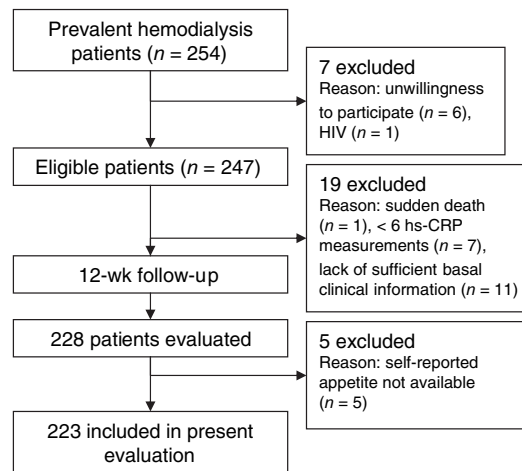 Prevalent hemodialysis
patients (n = 254)
7 excluded
Reason: unwillingness
to participate (n = 6),
HIV (n = 1)
Eligible patients (n = 247)
19 excluded
Reason: sudden death
(n = 1), < 6 hs-CRP
measurements (n = 7),
lack of sufficient basal
clinical information (n = 11)
12-wk follow-up
228 patients evaluated
5 excluded
Reason: self-reported
appetite not available
(n = 5)
223 included in present
evaluation